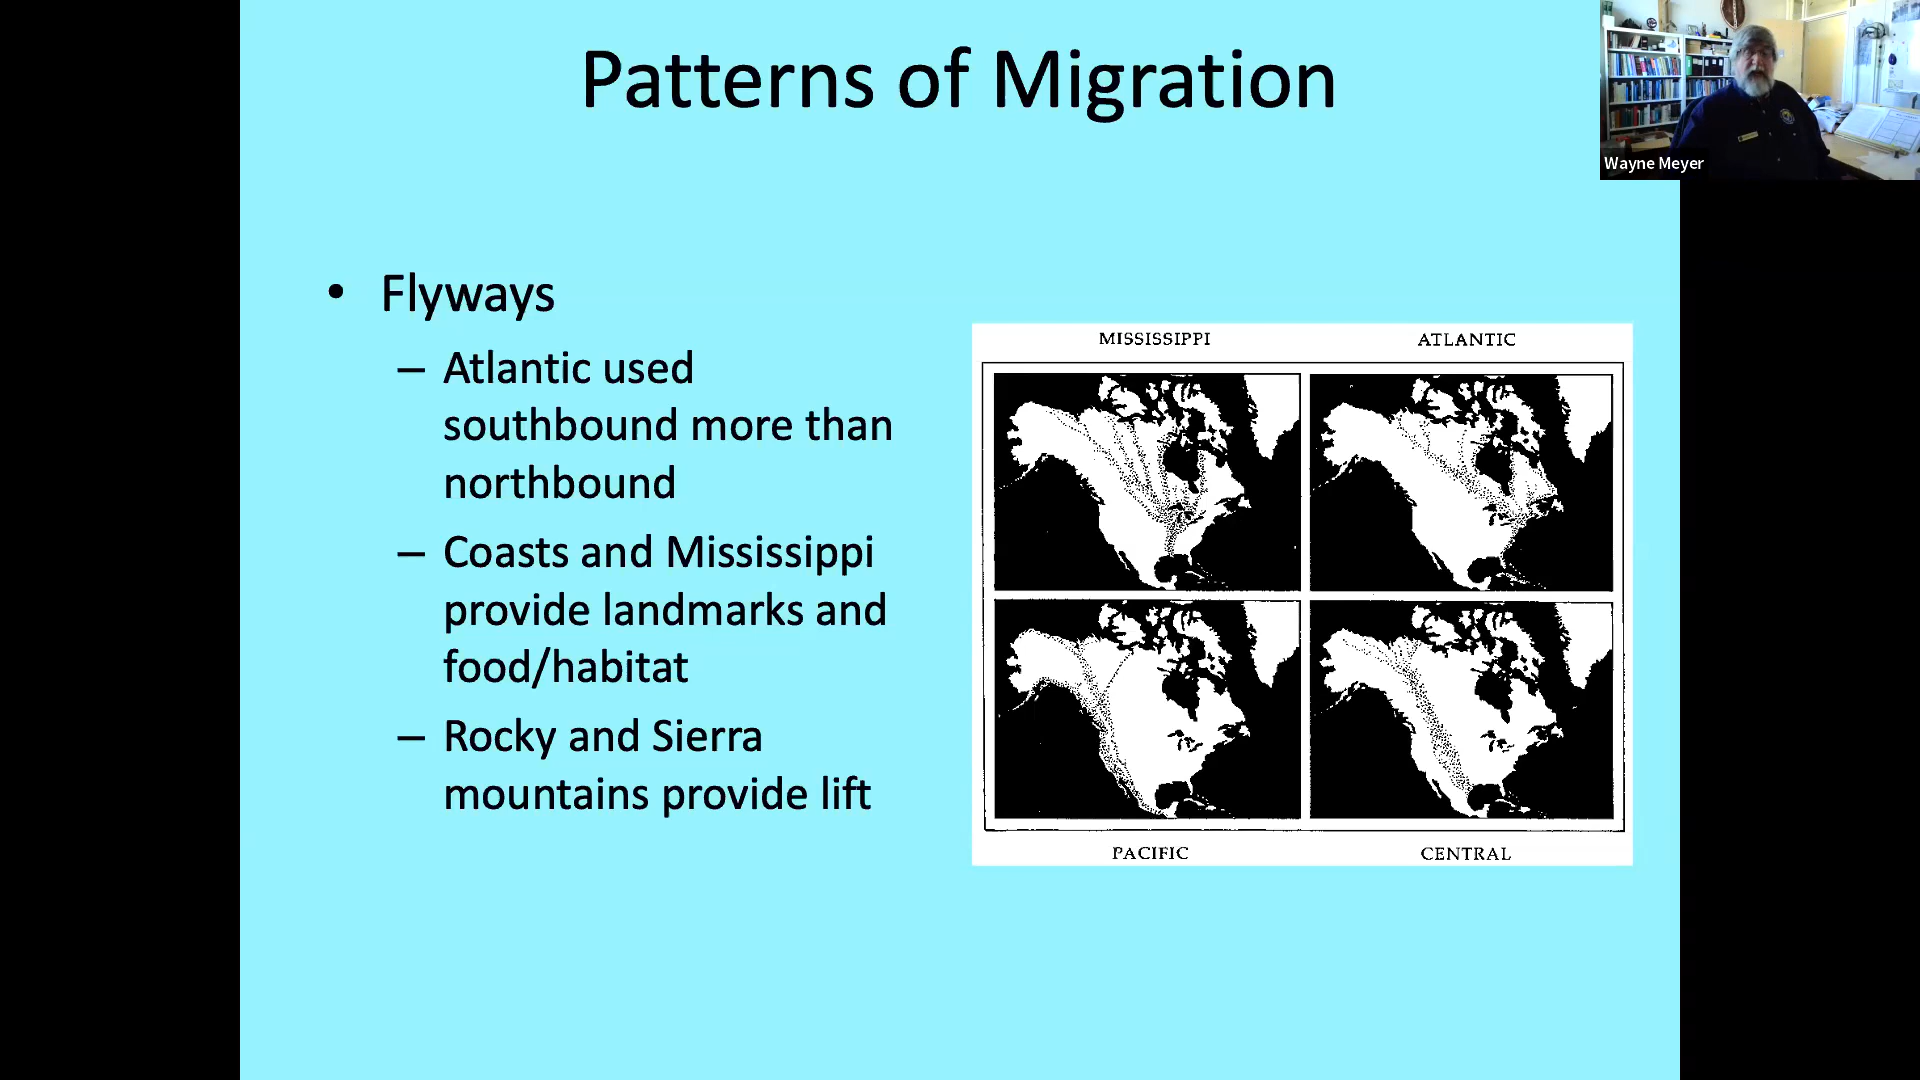 Patterns of Migration
Wayne Meyer
• Flyways
– Atlantic used
southbound more than
northbound
– Coasts and Mississippi
provide landmarks and
food/habitat
– Rocky and Sierra
mountains provide lift
MISSISSIPPI
ATLANTIC
PACIFIC
CENTRAL